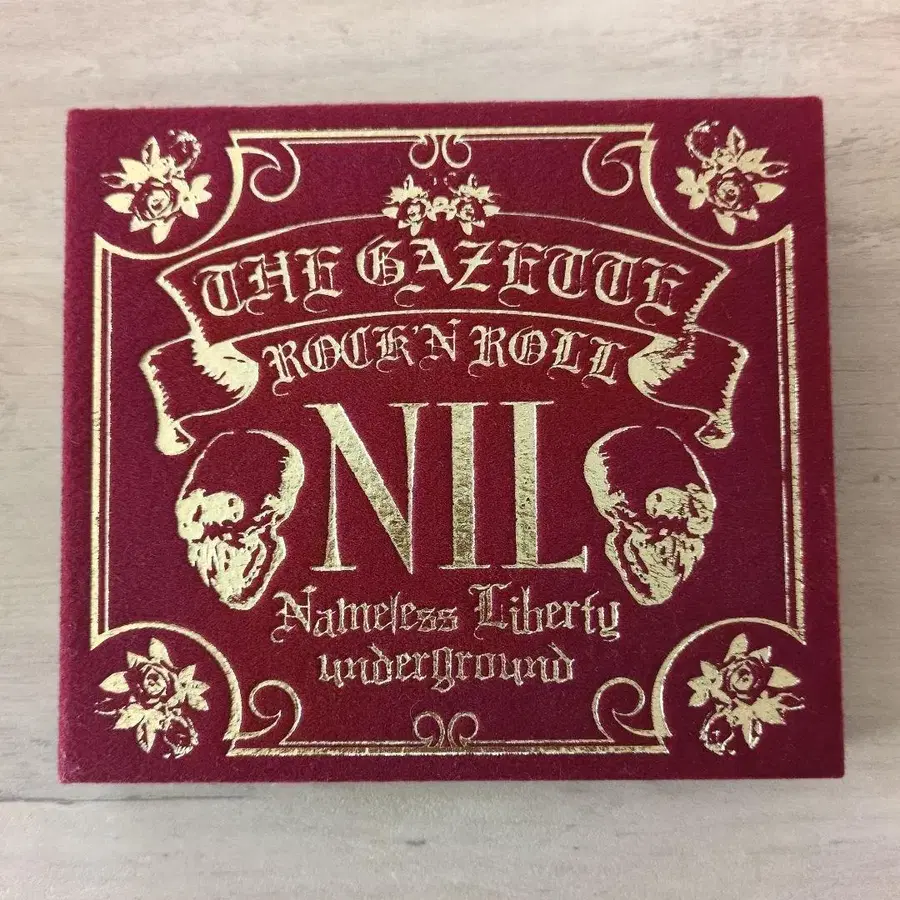 THE GAZETTE
ROCK'N ROLL
NIL
Nameless Liberty
underground